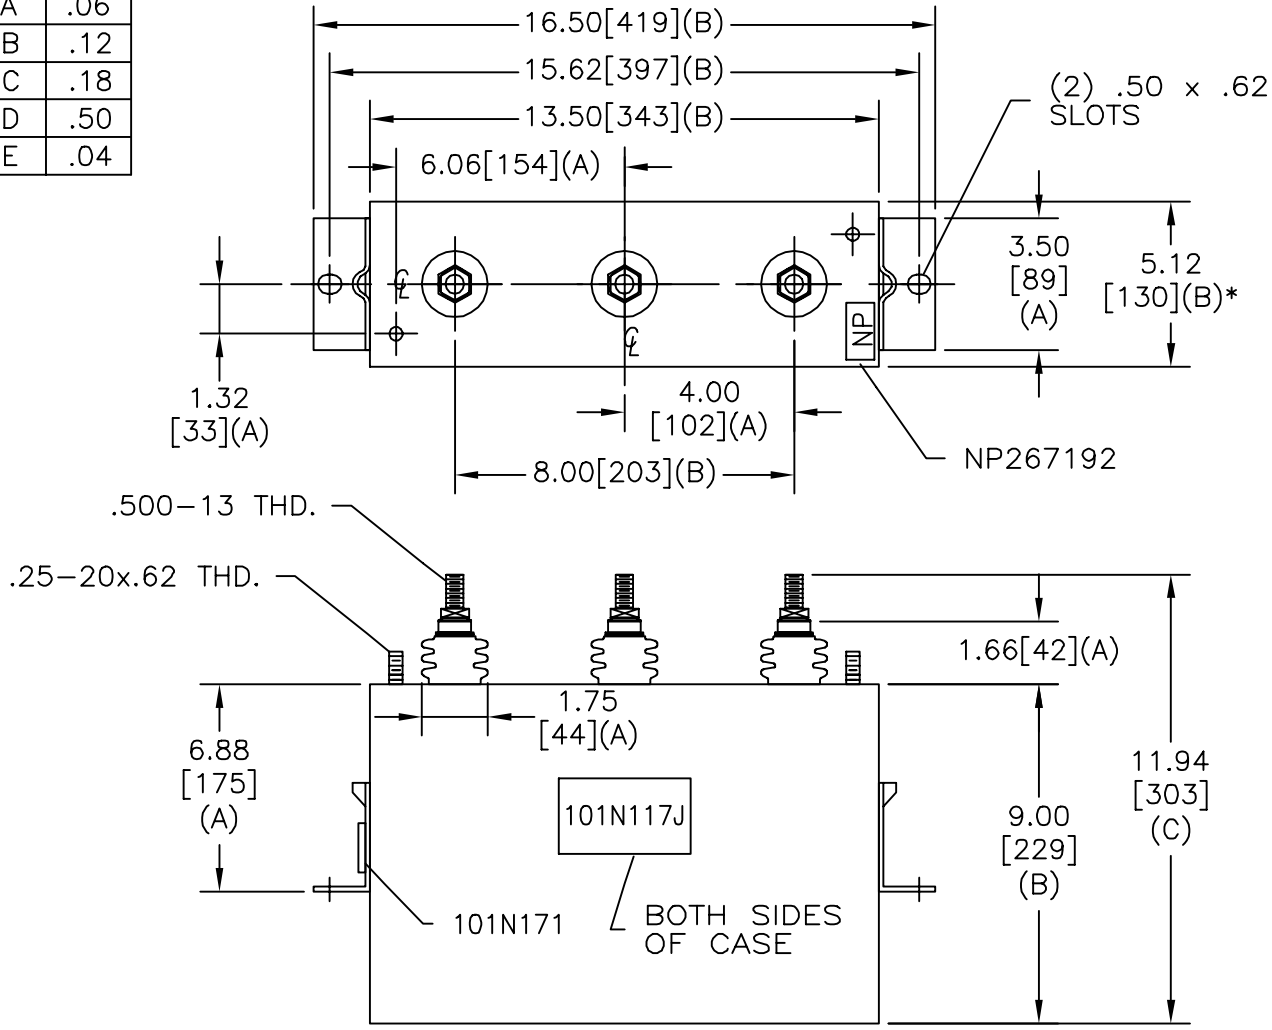 A .06
B .12
C .18
D .50
E .04
16.50[419](B)
15.62[397](B)
13.50[343](B)
6.06[154](A)
(2) .50 x .62
SLOTS
3.50
[89]
(A)
5.12
[130](B)*
℄
℄
NP
1.32
[33](A)
4.00
[102](A)
8.00[203](B)
NP267192
.500-13 THD.
.25-20x.62 THD.
1.66[42](A)
1.75
[44](A)
6.88
[175]
(A)
101N117J
11.94
[303]
(C)
9.00
[229]
(B)
101N171
BOTH SIDES
OF CASE